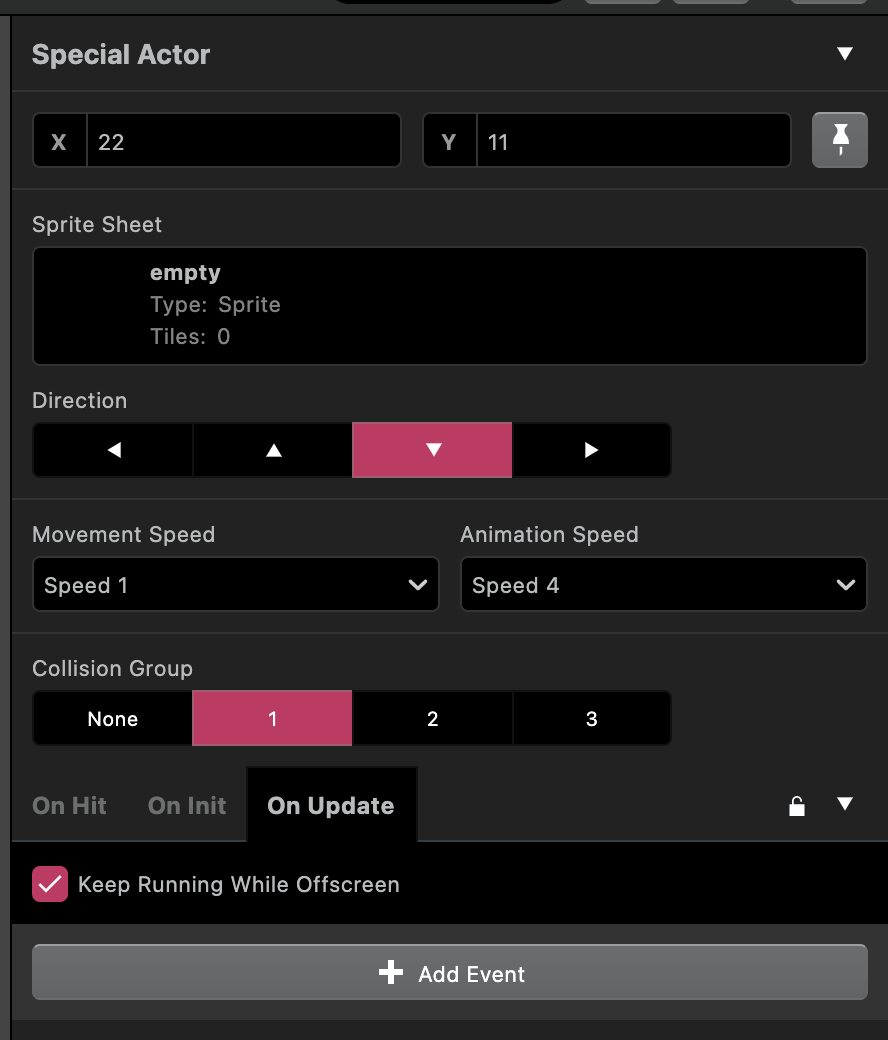 Special Actor
X 22 Y 11
Sprite Sheet
empty
Type: Sprite
Tiles: 0
Direction
Movement Speed Animation Speed
Speed 1 Speed 4
Collision Group
None 1 2 3
On Hit On Init On Update
Keep Running While Offscreen
Add Event